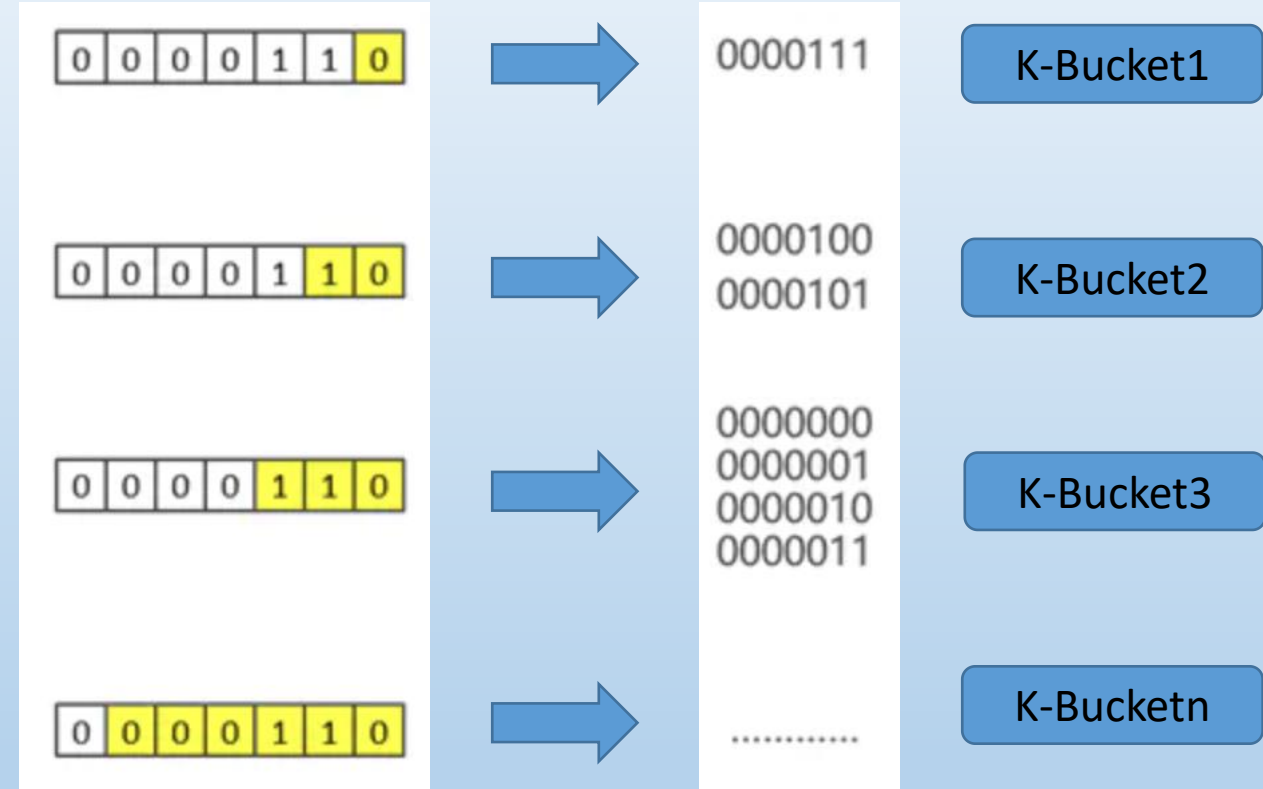 0 0 0 0 1 1 0
0000111
K-Bucket1
0 0 0 0 1 1 0
0000100
0000101
K-Bucket2
0 0 0 0 1 1 0
0000000
0000001
0000010
0000011
K-Bucket3
0 0 0 0 1 1 0
............
K-Bucketn